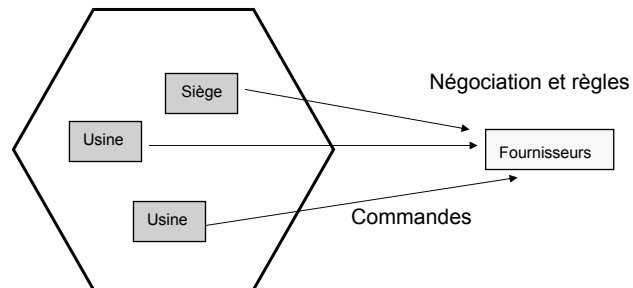 Négociation et règles
Siège
Usine
Fournisseurs
Usine
Commandes